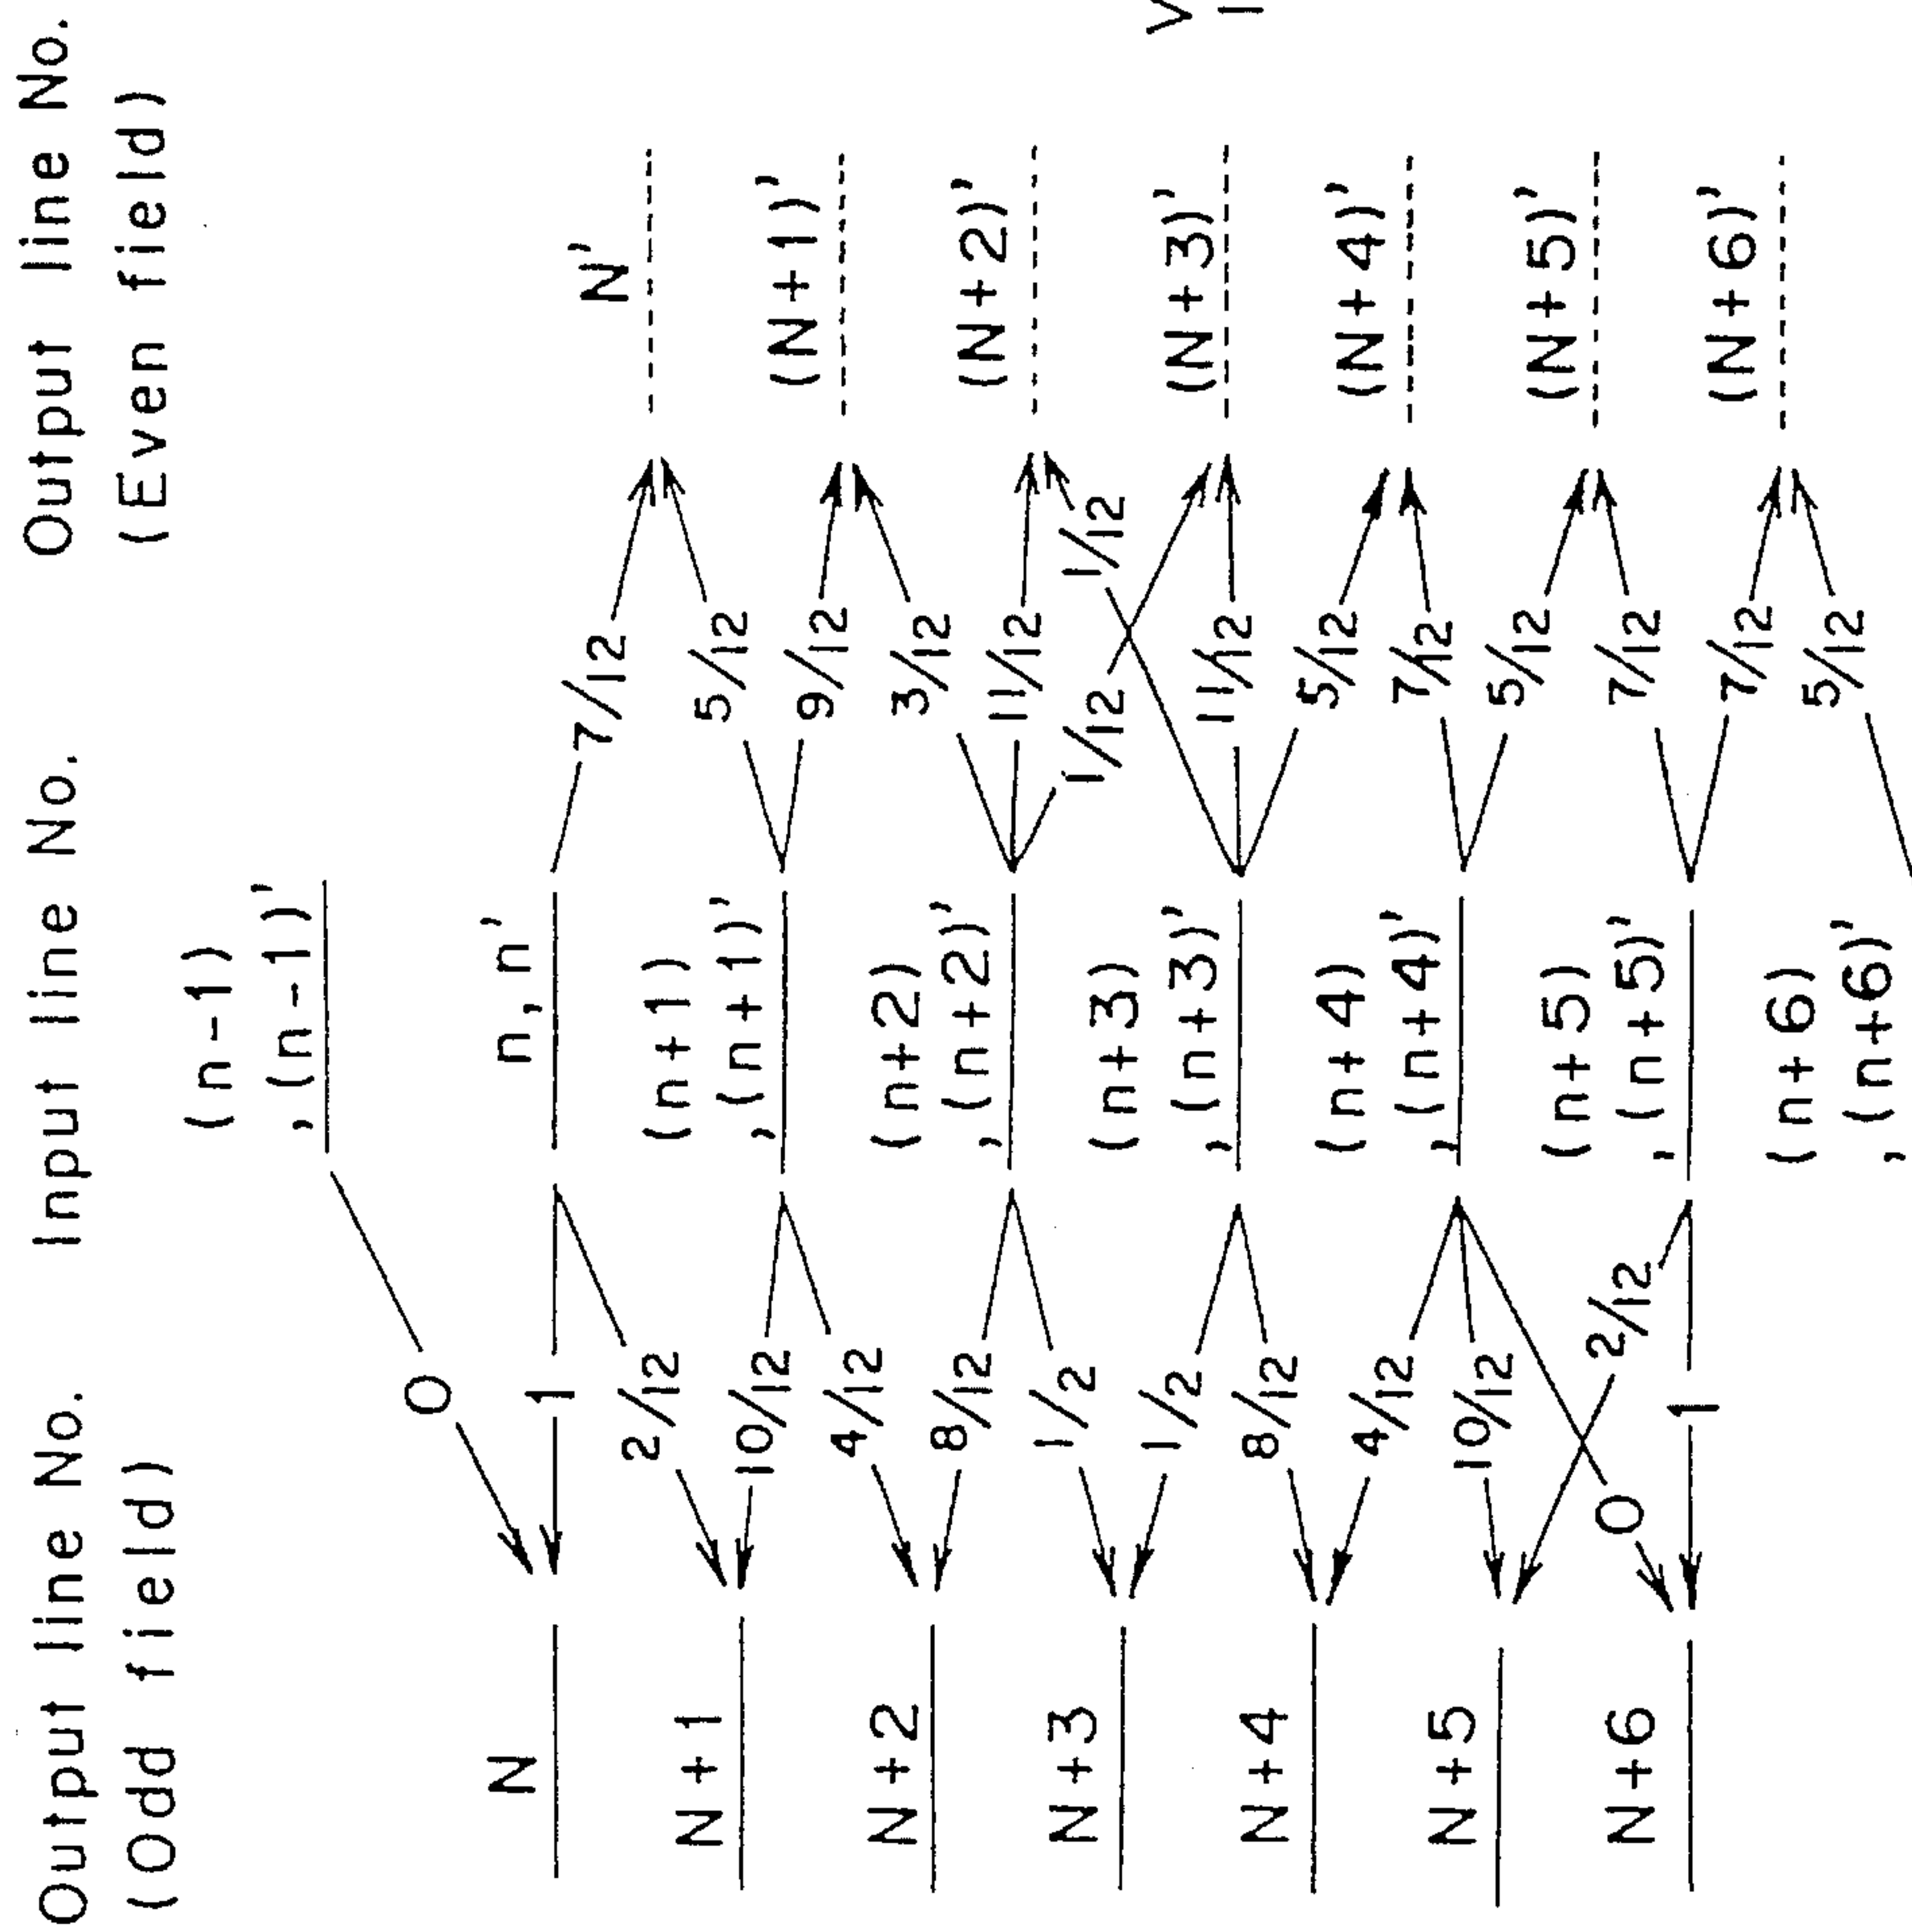 Output line No.
(Odd field)
Input line No.
Output line No.
(Even field)
(n-1)
,(n-1)'
n, n'
(n+1)
,(n+1)'
(n+2)
,(n+2)'
(n+3)
,(n+3)'
(n+4)
,(n+4)'
(n+5)
,(n+5)'
(n+6)
,(n+6)'
N
N+1
N+2
N+3
N+4
N+5
N+6
0
1
2/12
10/12
4/12
8/12
1/2
1/2
8/12
4/12
10/12
2/12
0
1
7/12
5/12
9/12
3/12
11/12
1/12
1/12
11/12
5/12
7/12
5/12
7/12
7/12
5/12
N'
(N+1)'
(N+2)'
(N+3)'
(N+4)'
(N+5)'
(N+6)'